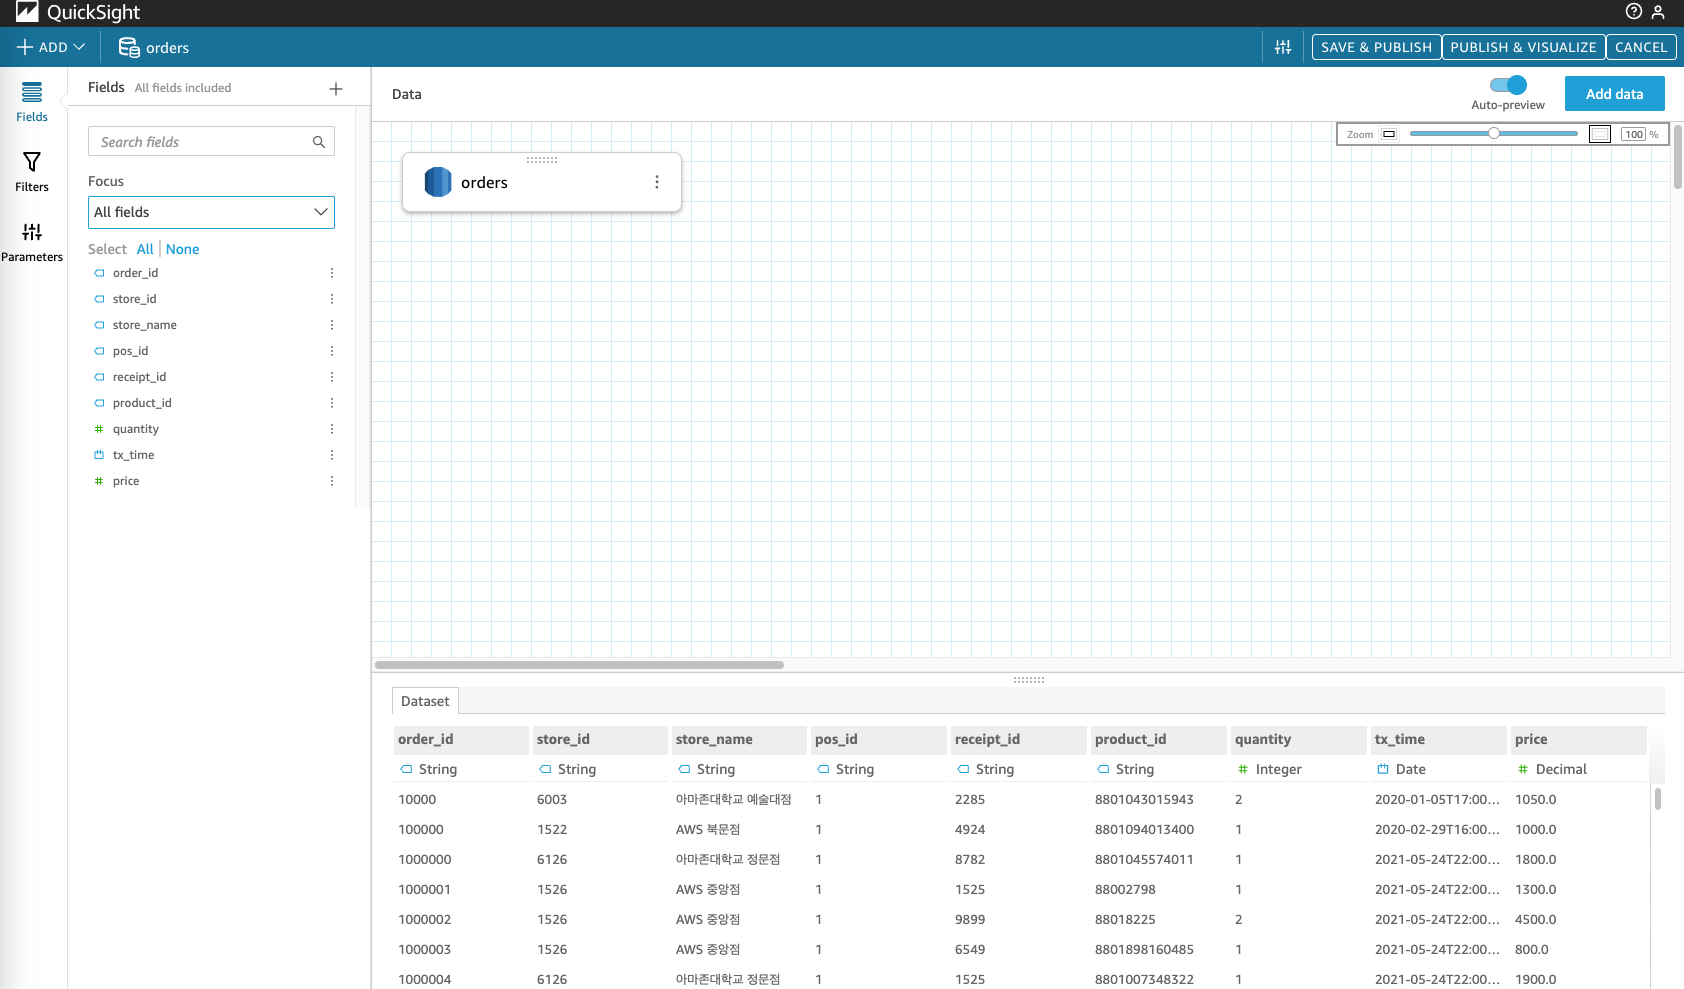 QuickSight
ADD
orders
SAVE & PUBLISH
PUBLISH & VISUALIZE
CANCEL
Fields
Filters
Parameters
Fields All fields included
Search fields
Focus
All fields
Select All None
order_id
store_id
store_name
pos_id
receipt_id
product_id
quantity
tx_time
price
Data
Auto-preview
Add data
Zoom 100 %
orders
Dataset
order_id store_id store_name pos_id receipt_id product_id quantity tx_time price
String String String String String String Integer Date Decimal
10000 6003 아마존대학교 예술대점 1 2285 8801043015943 2 2020-01-05T17:00... 1050.0
100000 1522 AWS 북문점 1 4924 8801094013400 1 2020-02-29T16:00... 1000.0
1000000 6126 아마존대학교 정문점 1 8782 8801045574011 1 2021-05-24T22:00... 1800.0
1000001 1526 AWS 중앙점 1 1525 88002798 1 2021-05-24T22:00... 1300.0
1000002 1526 AWS 중앙점 1 9899 88018225 2 2021-05-24T22:00... 4500.0
1000003 1526 AWS 중앙점 1 6549 8801898160485 1 2021-05-24T22:00... 800.0
1000004 6126 아마존대학교 정문점 1 1525 8801007348322 1 2021-05-24T22:00... 1900.0